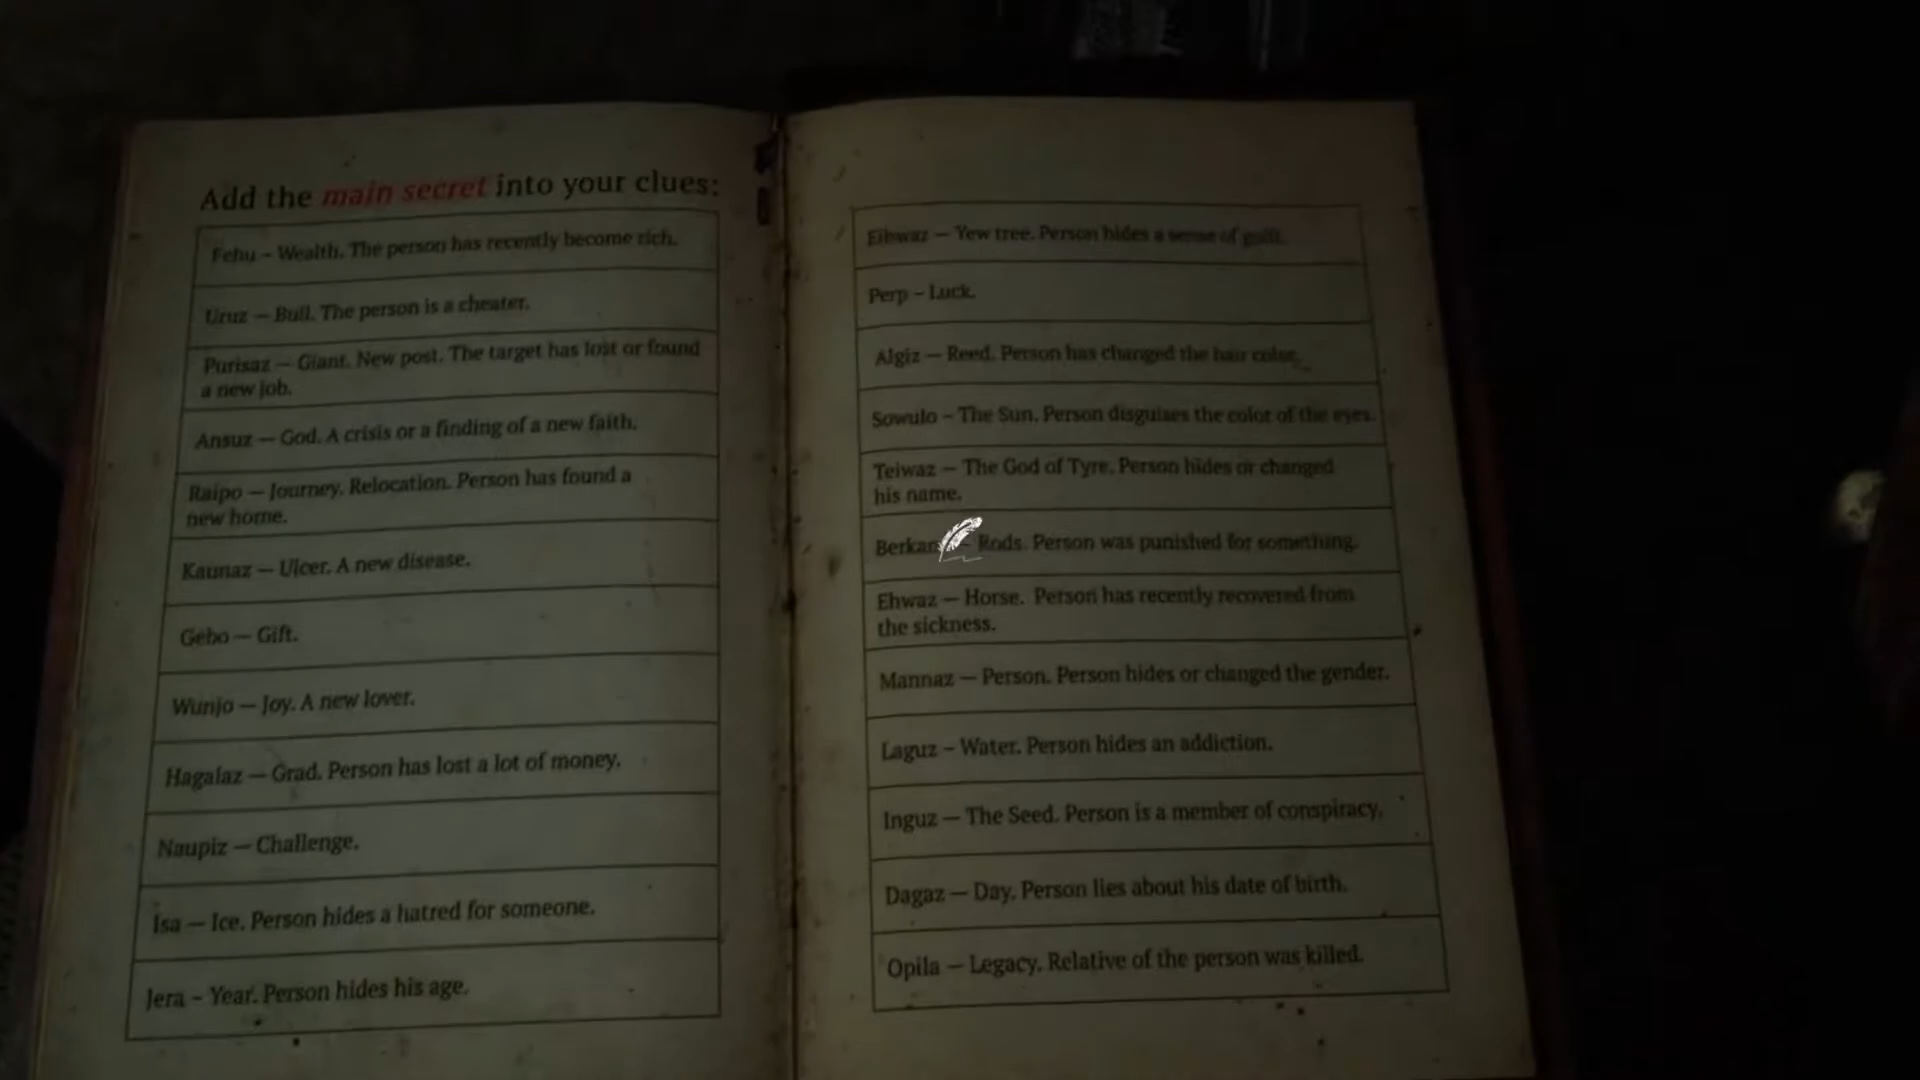 Add the main secret into your clues:
Fehu – Wealth. The person has recently become rich.
Uruz — Bull. The person is a cheater.
Purisaz — Giant. New post. The target has lost or found
a new job.
Ansuz — God. A crisis or a finding of a new faith.
Raipo — Journey. Relocation. Person has found a
new home.
Kaunaz — Ulcer. A new disease.
Gebo — Gift.
Wunjo — Joy. A new lover.
Hagalaz — Grad. Person has lost a lot of money.
Naupiz — Challenge.
Isa — Ice. Person hides a hatred for someone.
Jera – Year. Person hides his age.
Eihwaz — Yew tree. Person hides a sense of guilt.
Perp – Luck.
Algiz — Reed. Person has changed the hair color.
Sowulo – The Sun. Person disguises the color of the eyes.
Teiwaz — The God of Tyre. Person hides or changed
his name.
Rods. Person was punished for something.
Ehwaz — Horse. Person has recently recovered from
the sickness.
Mannaz — Person. Person hides or changed the gender.
Laguz – Water. Person hides an addiction.
Inguz — The Seed. Person is a member of conspiracy.
Dagaz — Day. Person lies about his date of birth.
Opila — Legacy. Relative of the person was killed.